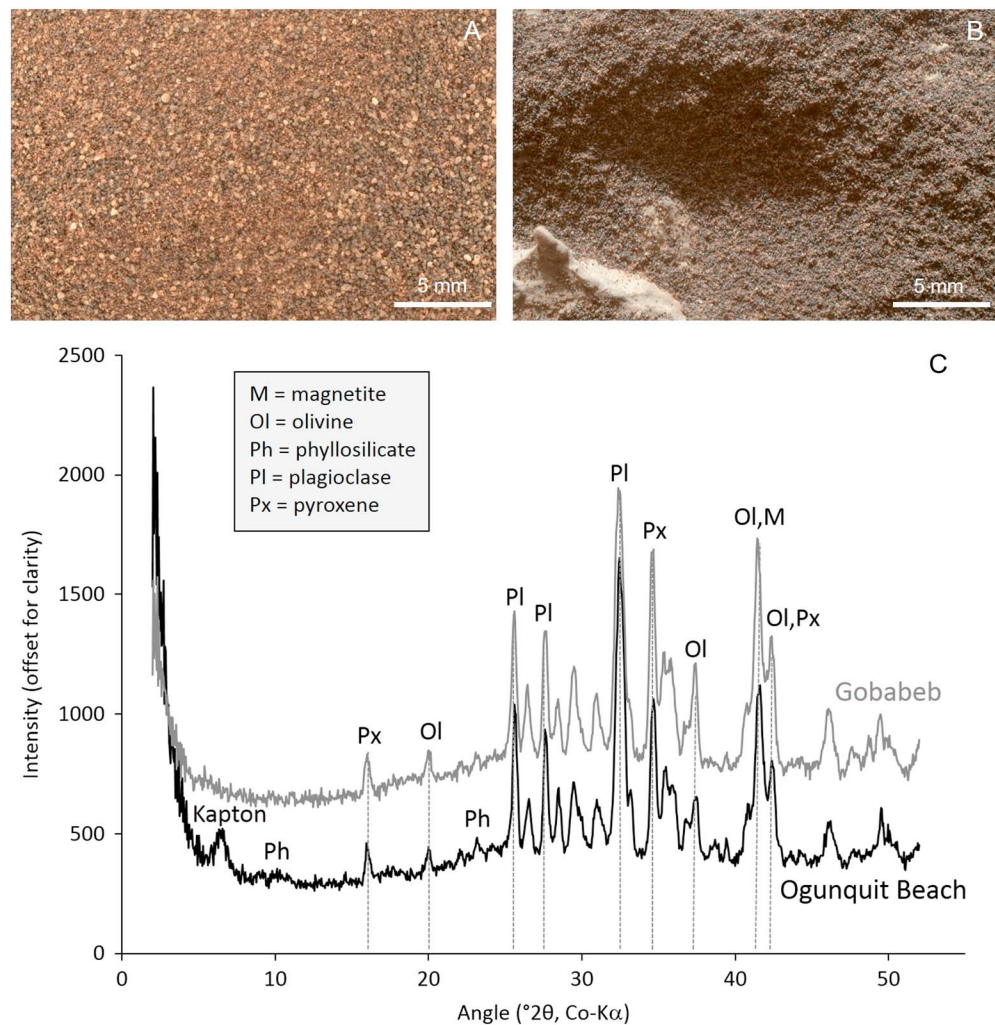 A
5 mm
B
5 mm
C
2500
2000
1500
1000
500
0
Intensity (offset for clarity)
M = magnetite
Ol = olivine
Ph = phyllosilicate
Pl = plagioclase
Px = pyroxene
Kapton
Ph
Px
Ol
Ph
Pl
Pl
Pl
Px
Ol
Ol,M
Ol,Px
Gobabeb
Ogunquit Beach
0 10 20 30 40 50
Angle (°2θ, Co-Kα)